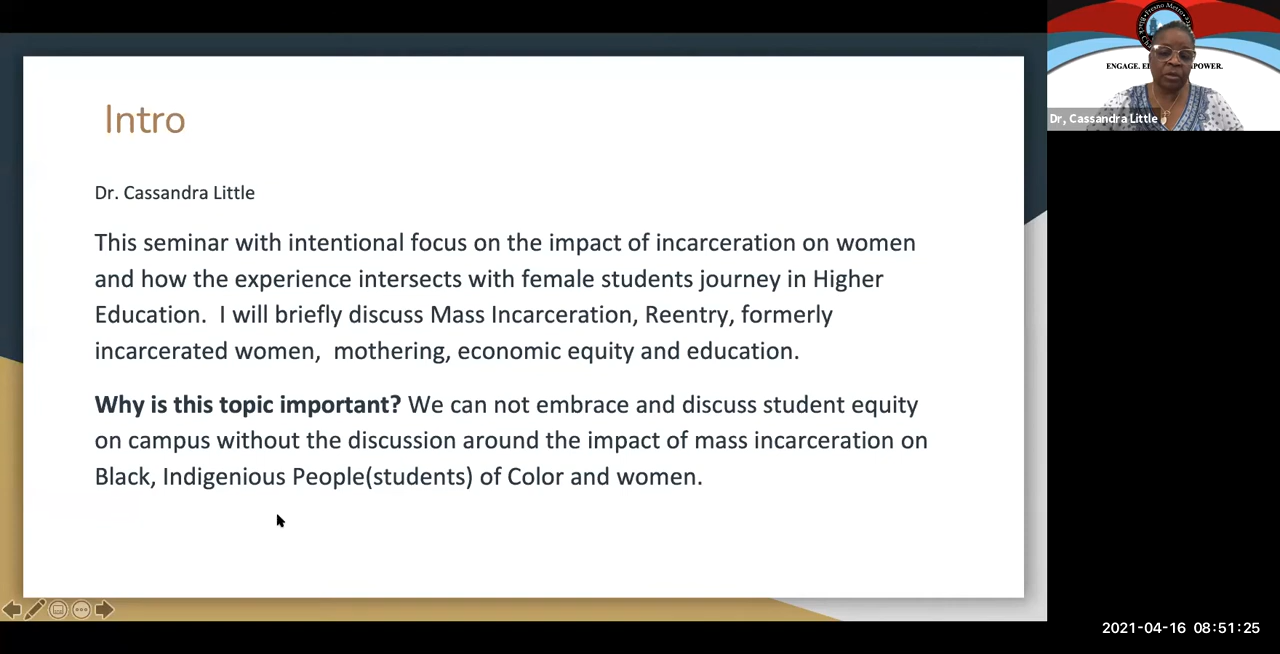 Intro
Dr. Cassandra Little
This seminar with intentional focus on the impact of incarceration on women
and how the experience intersects with female students journey in Higher
Education.  I will briefly discuss Mass Incarceration, Reentry, formerly
incarcerated women,  mothering, economic equity and education.
Why is this topic important? We can not embrace and discuss student equity
on campus without the discussion around the impact of mass incarceration on
Black, Indigenious People(students) of Color and women.
Fresno Metro
ENGAGE.
POWER.
Dr, Cassandra Little
2021-04-16 08:51:25